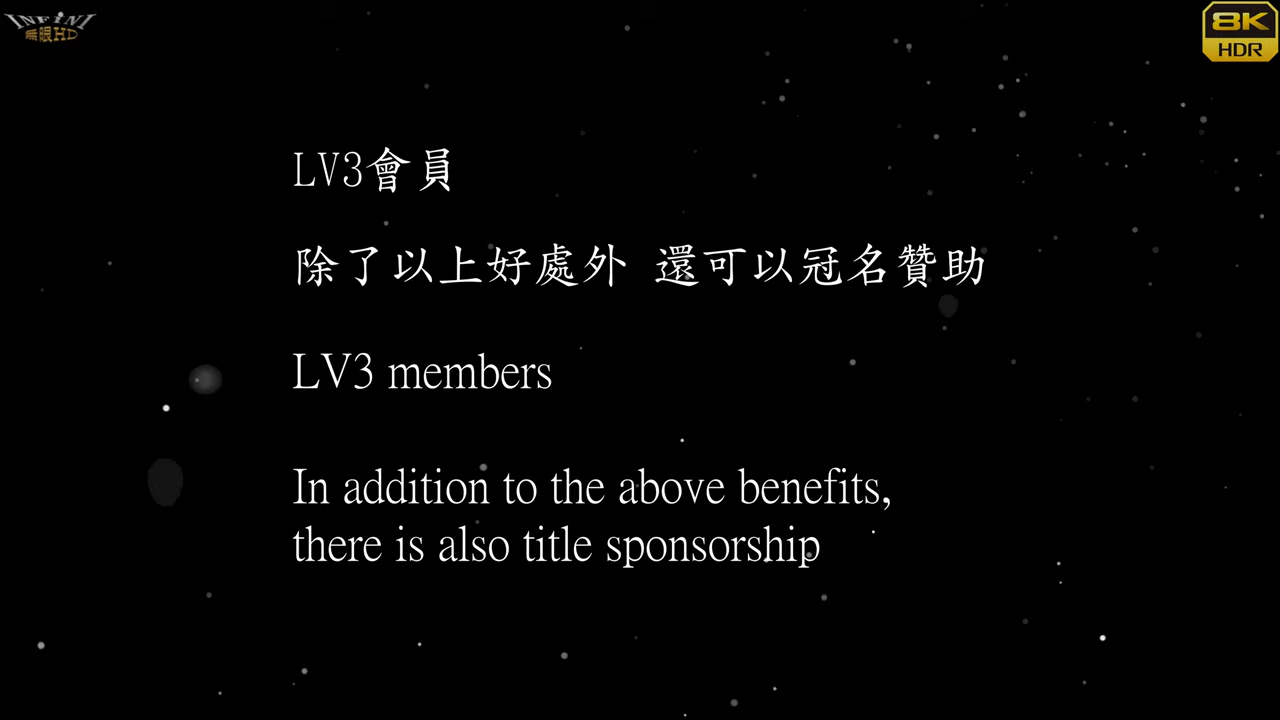 INFINI
無限HD
8K
HDR
LV3會員
除了以上好處外 還可以冠名贊助
LV3 members
In addition to the above benefits,
there is also title sponsorship